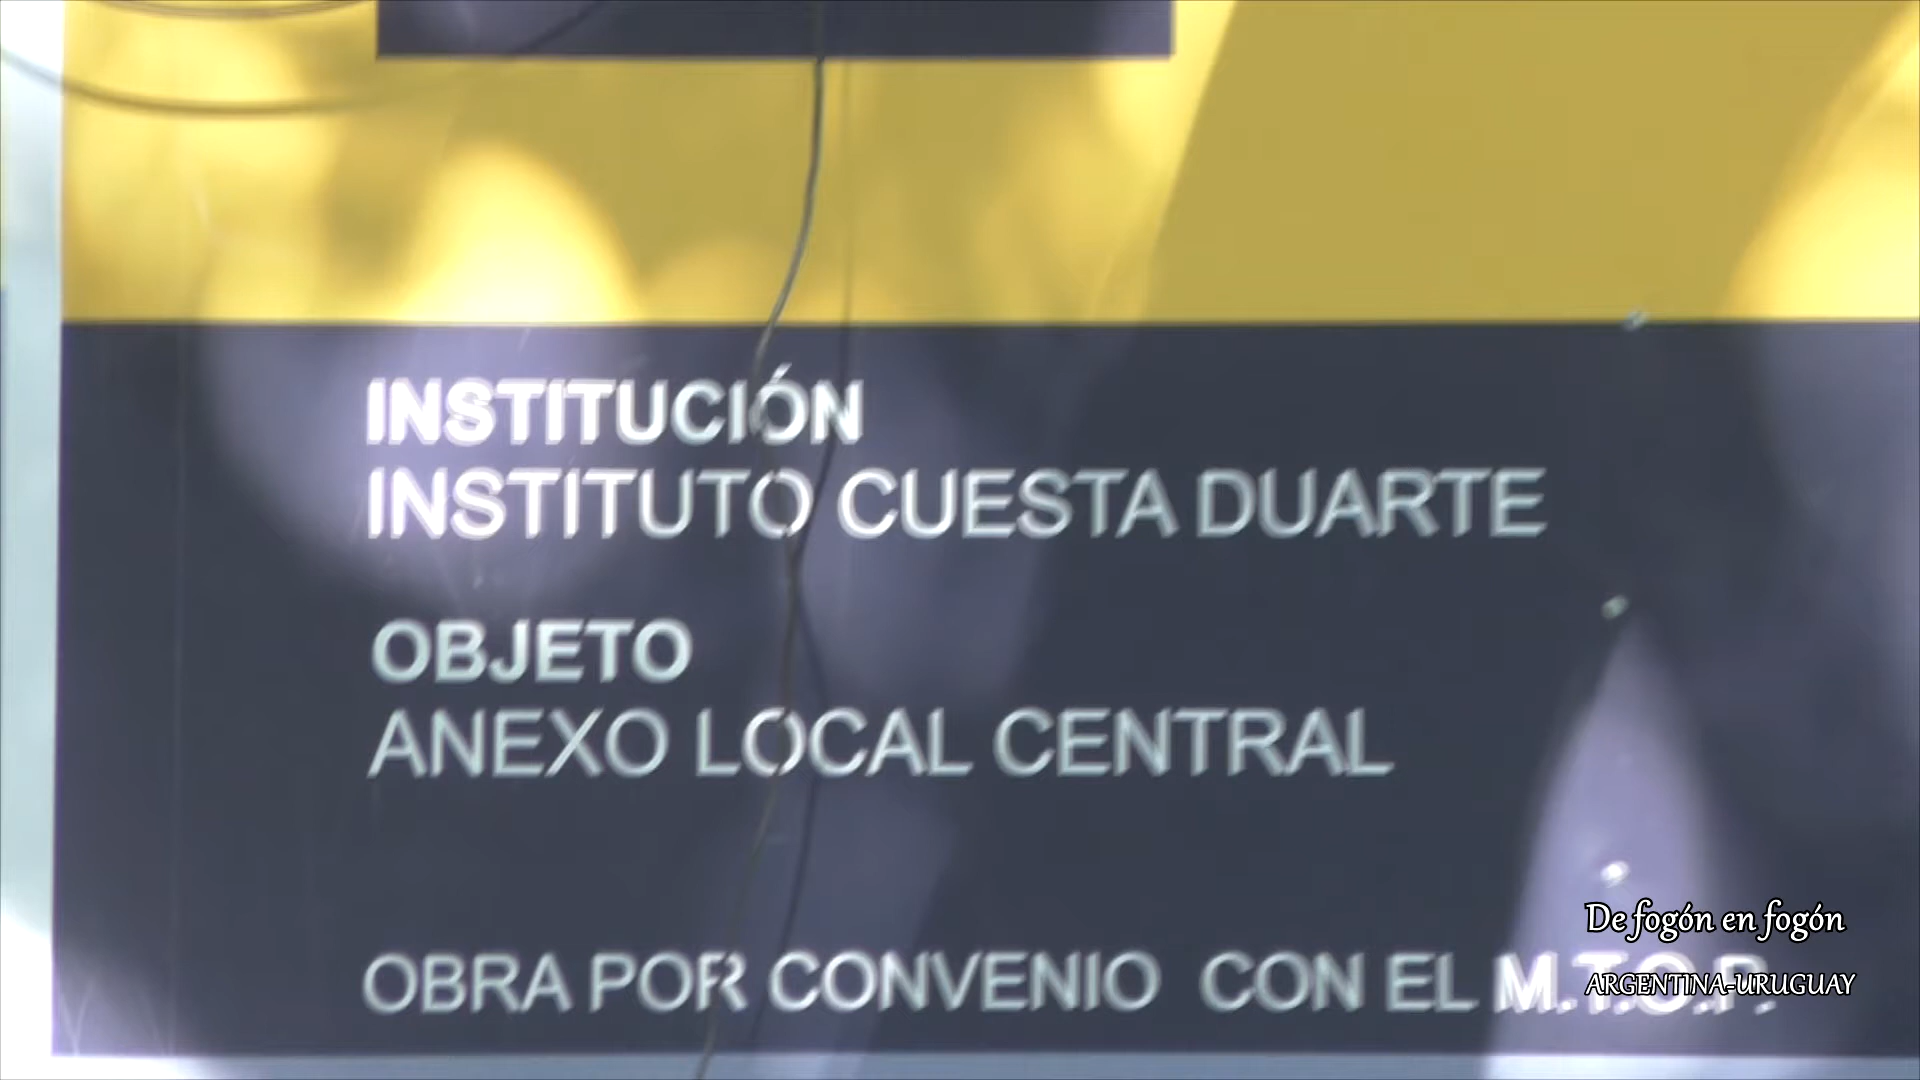 INSTITUCIÓN
INSTITUTO CUESTA DUARTE
OBJETO
ANEXO LOCAL CENTRAL
OBRA POR CONVENIO CON EL M.T.O.P.
De fogón en fogón
ARGENTINA-URUGUAY